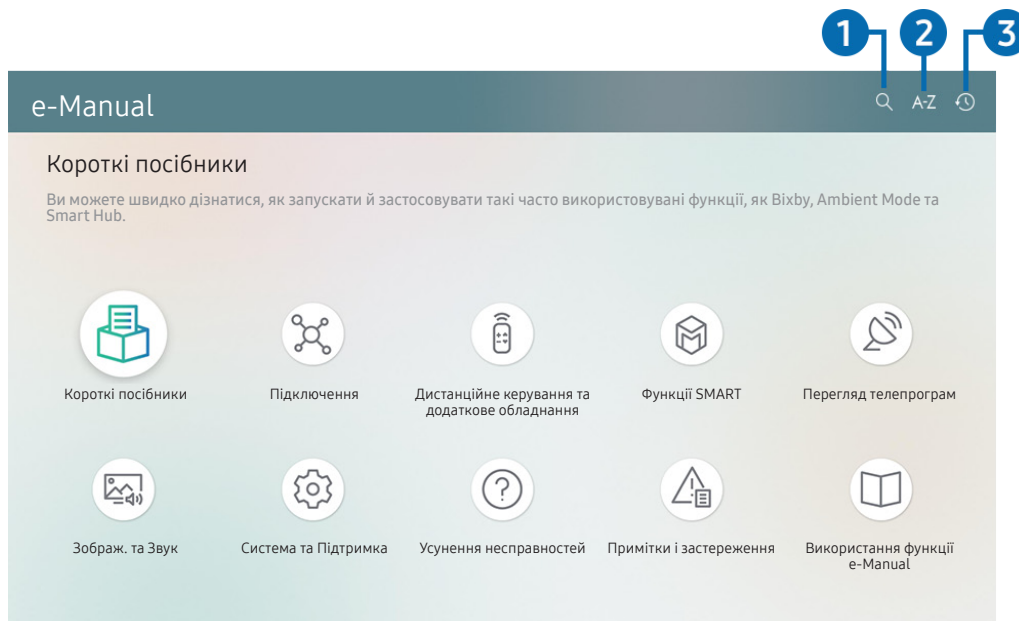 1 2 3
e-Manual A-Z
Короткі посібники
Ви можете швидко дізнатися, як запускати й застосовувати такі часто використовувані функції, як Bixby, Ambient Mode та
Smart Hub.
Короткі посібники
Підключення
Дистанційне керування та
додаткове обладнання
Функції SMART
Перегляд телепрограм
Зображ. та Звук
Система та Підтримка
Усунення несправностей
Примітки і застереження
Використання функції
e-Manual